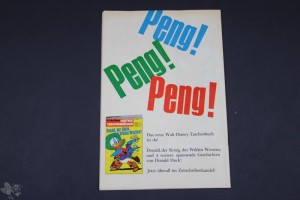 Peng!
Peng!
Peng!
Das neue Walt Disney Taschenbuch
ist da!
Donald, der König des Wilden Westens,
und 4 weitere spannende Geschichten
von Donald Duck!
Jetzt überall im Zeitschriftenhandel!